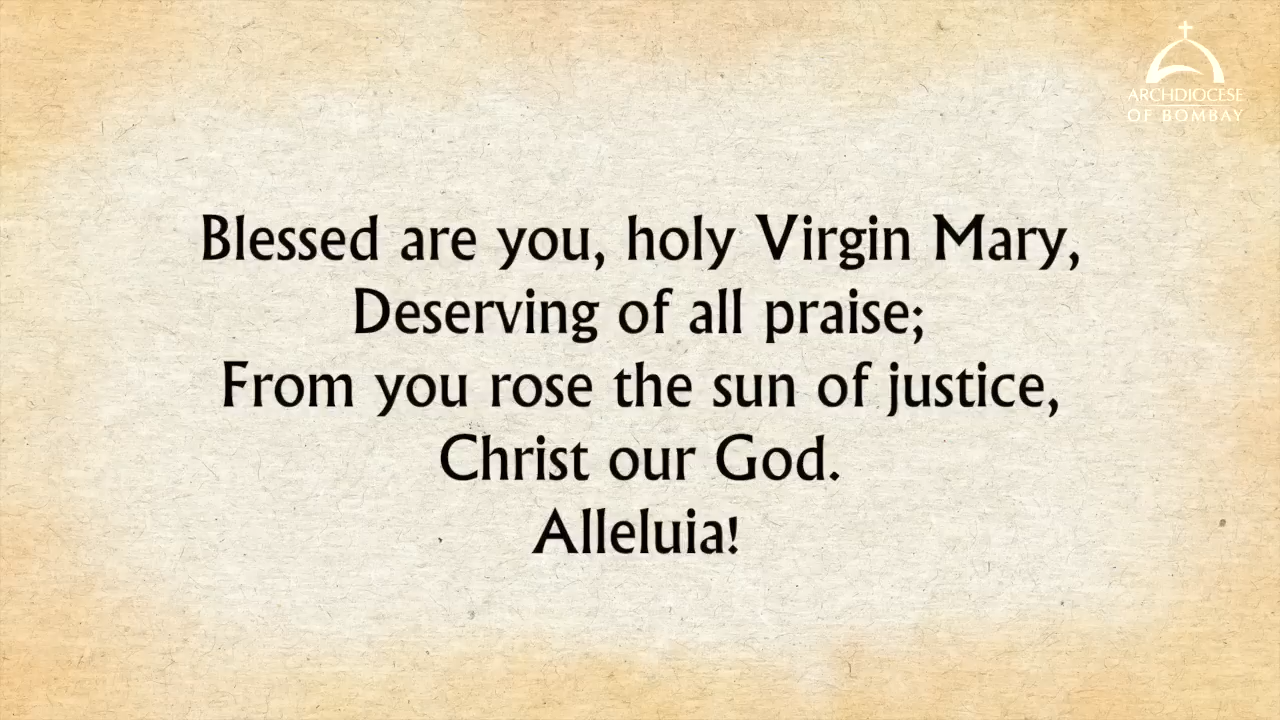 ARCHDIOCESE
OF BOMBAY
Blessed are you, holy Virgin Mary,
Deserving of all praise;
From you rose the sun of justice,
Christ our God.
Alleluia!